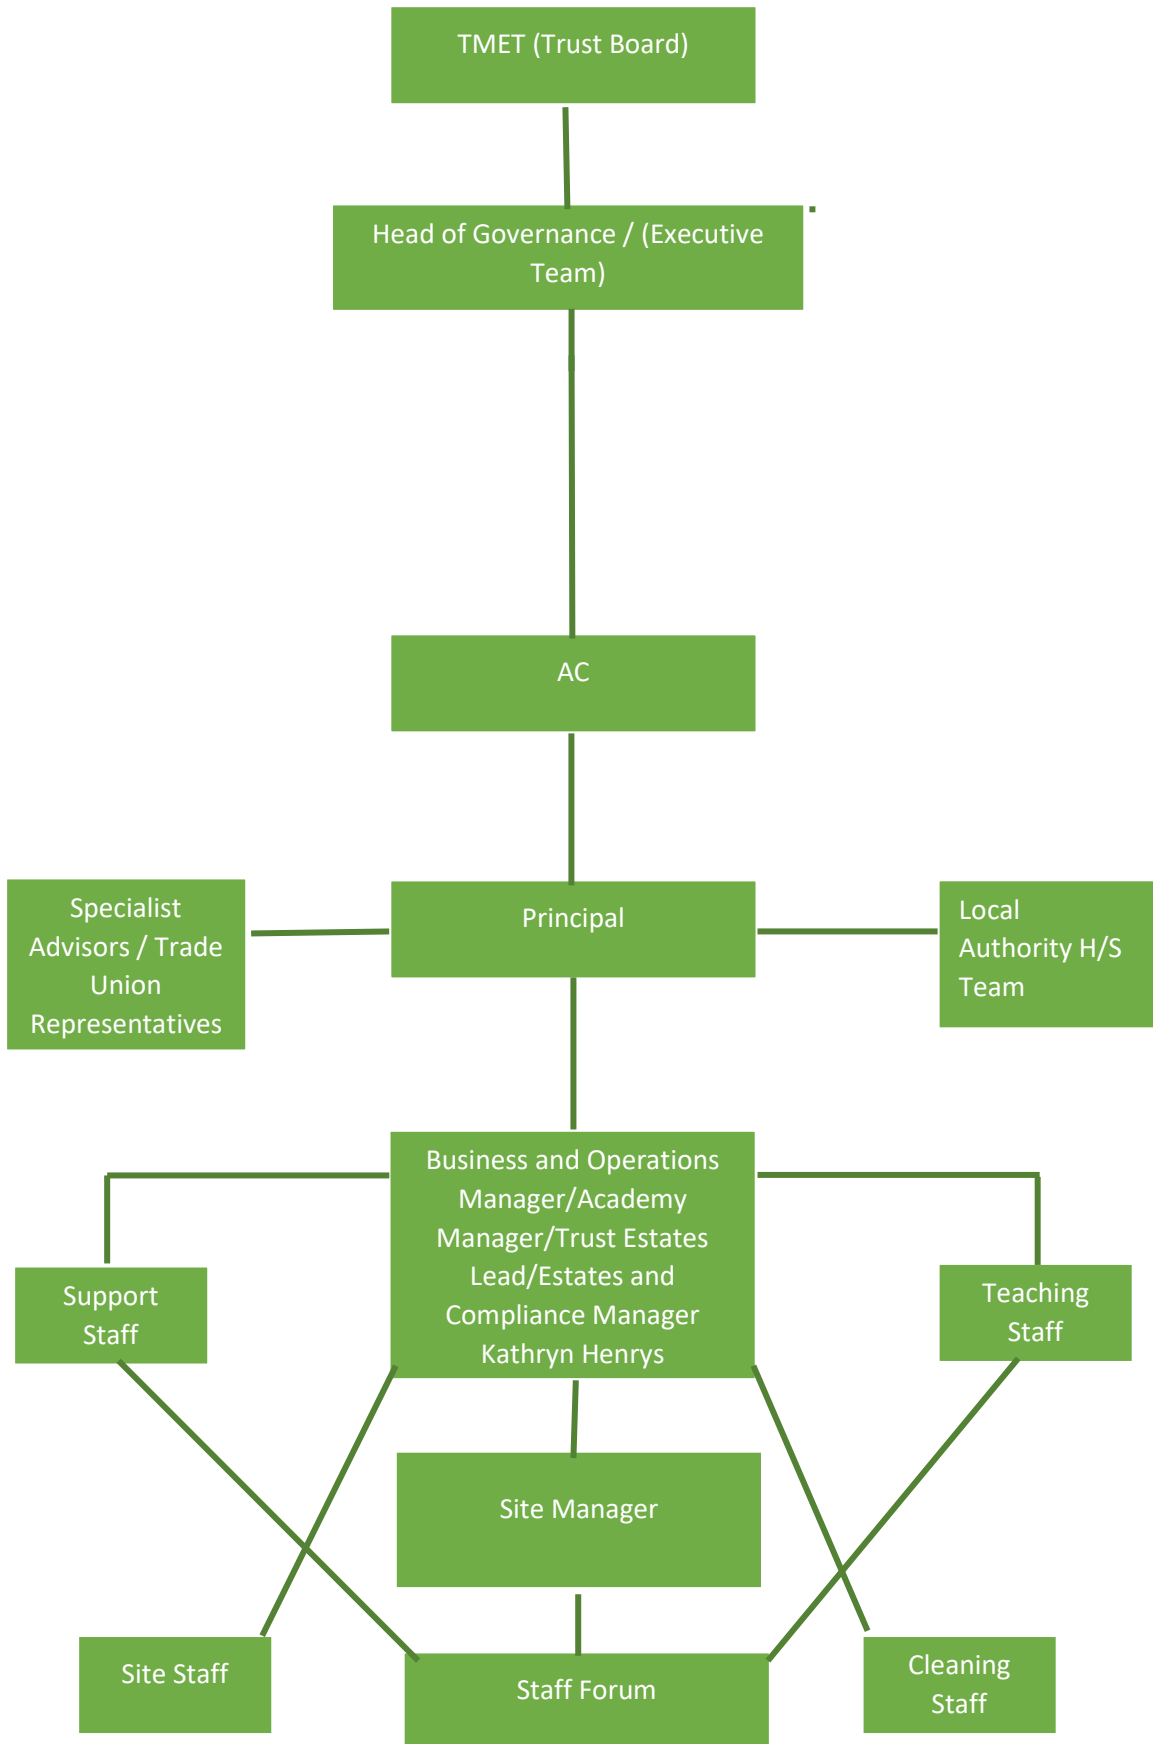 TMET (Trust Board)
Head of Governance / (Executive
Team)
AC
Specialist
Advisors / Trade
Union
Representatives
Principal
Local
Authority H/S
Team
Business and Operations
Manager/Academy
Manager/Trust Estates
Lead/Estates and
Compliance Manager
Kathryn Henrys
Support
Staff
Teaching
Staff
Site Manager
Site Staff
Staff Forum
Cleaning
Staff